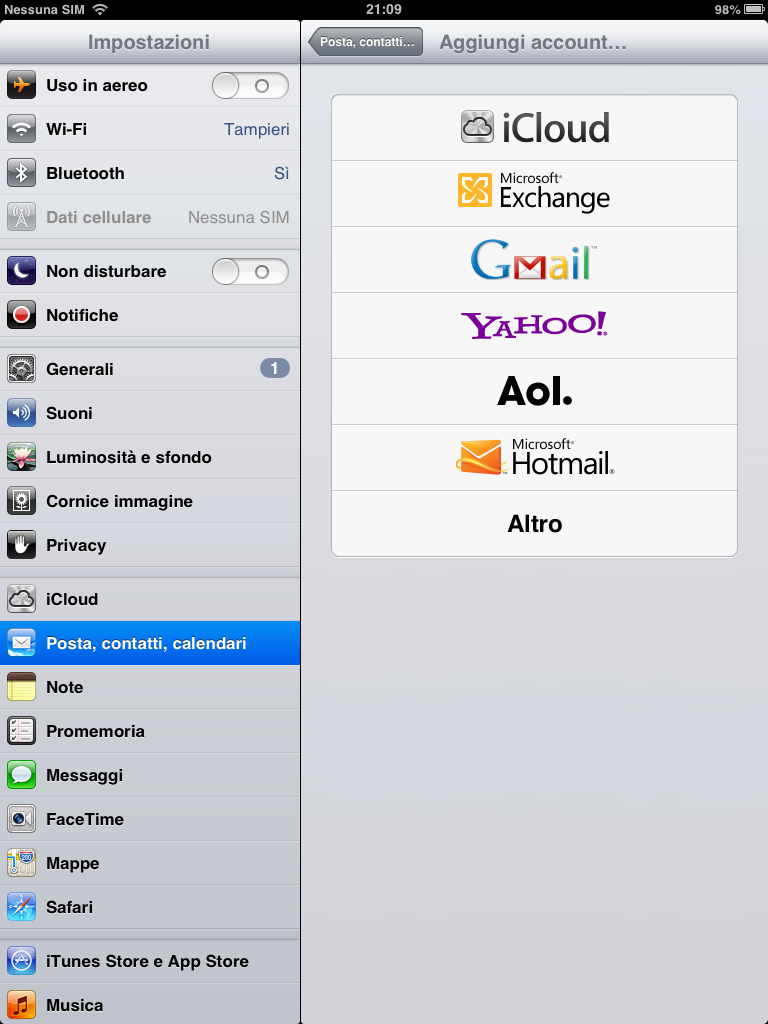 Nessuna SIM
21:09
98%
Impostazioni
Uso in aereo
Wi-Fi
Tampieri
Bluetooth
Sì
Dati cellulare
Nessuna SIM
Non disturbare
Notifiche
Generali
1
Suoni
Luminosità e sfondo
Cornice immagine
Privacy
iCloud
Posta, contatti, calendari
Note
Promemoria
Messaggi
FaceTime
Mappe
Safari
iTunes Store e App Store
Musica
Posta, contatti...
Aggiungi account...
iCloud
Microsoft®
Exchange
Gmail™
YAHOO!®
Aol.
Microsoft®
Hotmail®
Altro